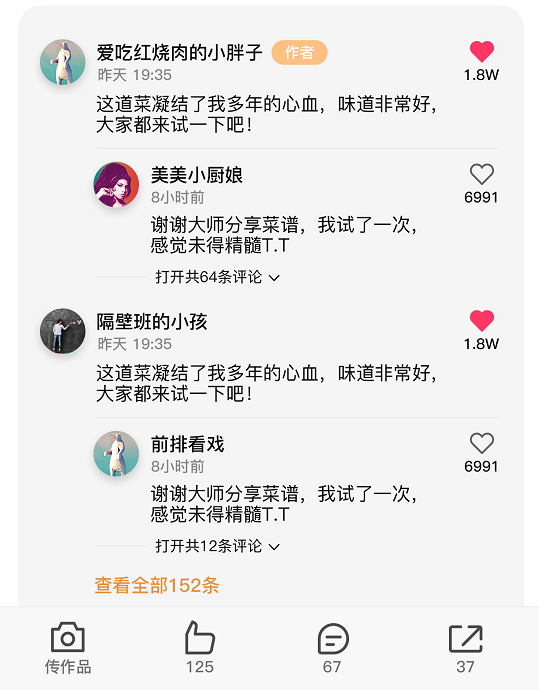 爱吃红烧肉的小胖子 作者
昨天 19:35
1.8W
这道菜凝结了我多年的心血，味道非常好，
大家都来试一下吧！
美美小厨娘
8小时前
6991
谢谢大师分享菜谱，我试了一次，
感觉未得精髓T.T
打开共64条评论
隔壁班的小孩
昨天 19:35
1.8W
这道菜凝结了我多年的心血，味道非常好，
大家都来试一下吧！
前排看戏
8小时前
6991
谢谢大师分享菜谱，我试了一次，
感觉未得精髓T.T
打开共12条评论
查看全部152条
传作品 125 67 37